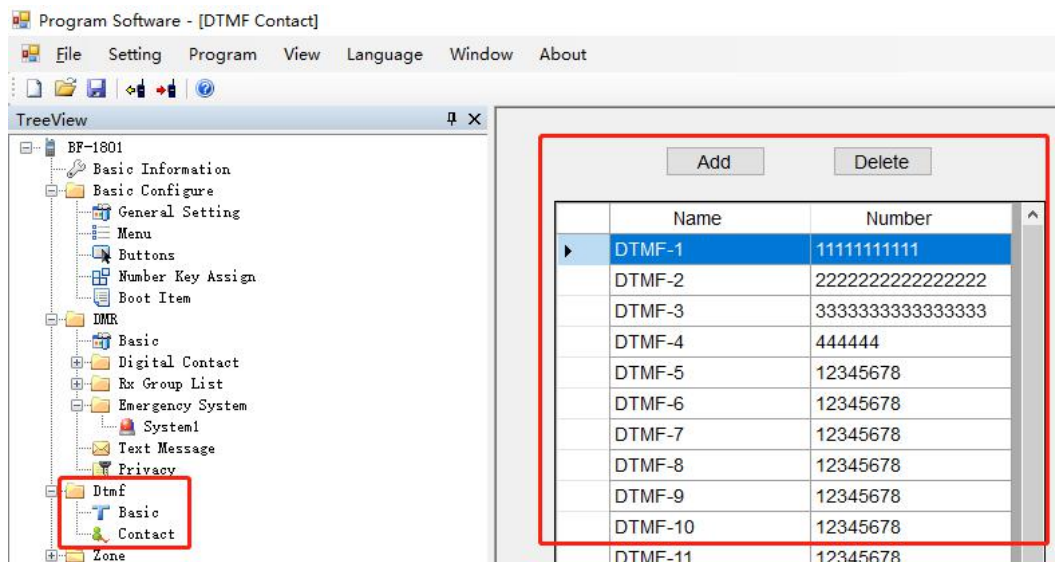 Program Software - [DTMF Contact]
File Setting Program View Language Window About
TreeView
BF-1801
Basic Information
Basic Configure
General Setting
Menu
Buttons
Number Key Assign
Boot Item
DMR
Basic
Digital Contact
Rx Group List
Emergency System
System1
Text Message
Privacy
Dtmf
Basic
Contact
Zone
Add Delete
Name Number
DTMF-1 11111111111
DTMF-2 2222222222222222
DTMF-3 3333333333333333
DTMF-4 444444
DTMF-5 12345678
DTMF-6 12345678
DTMF-7 12345678
DTMF-8 12345678
DTMF-9 12345678
DTMF-10 12345678
DTMF-11 12345678